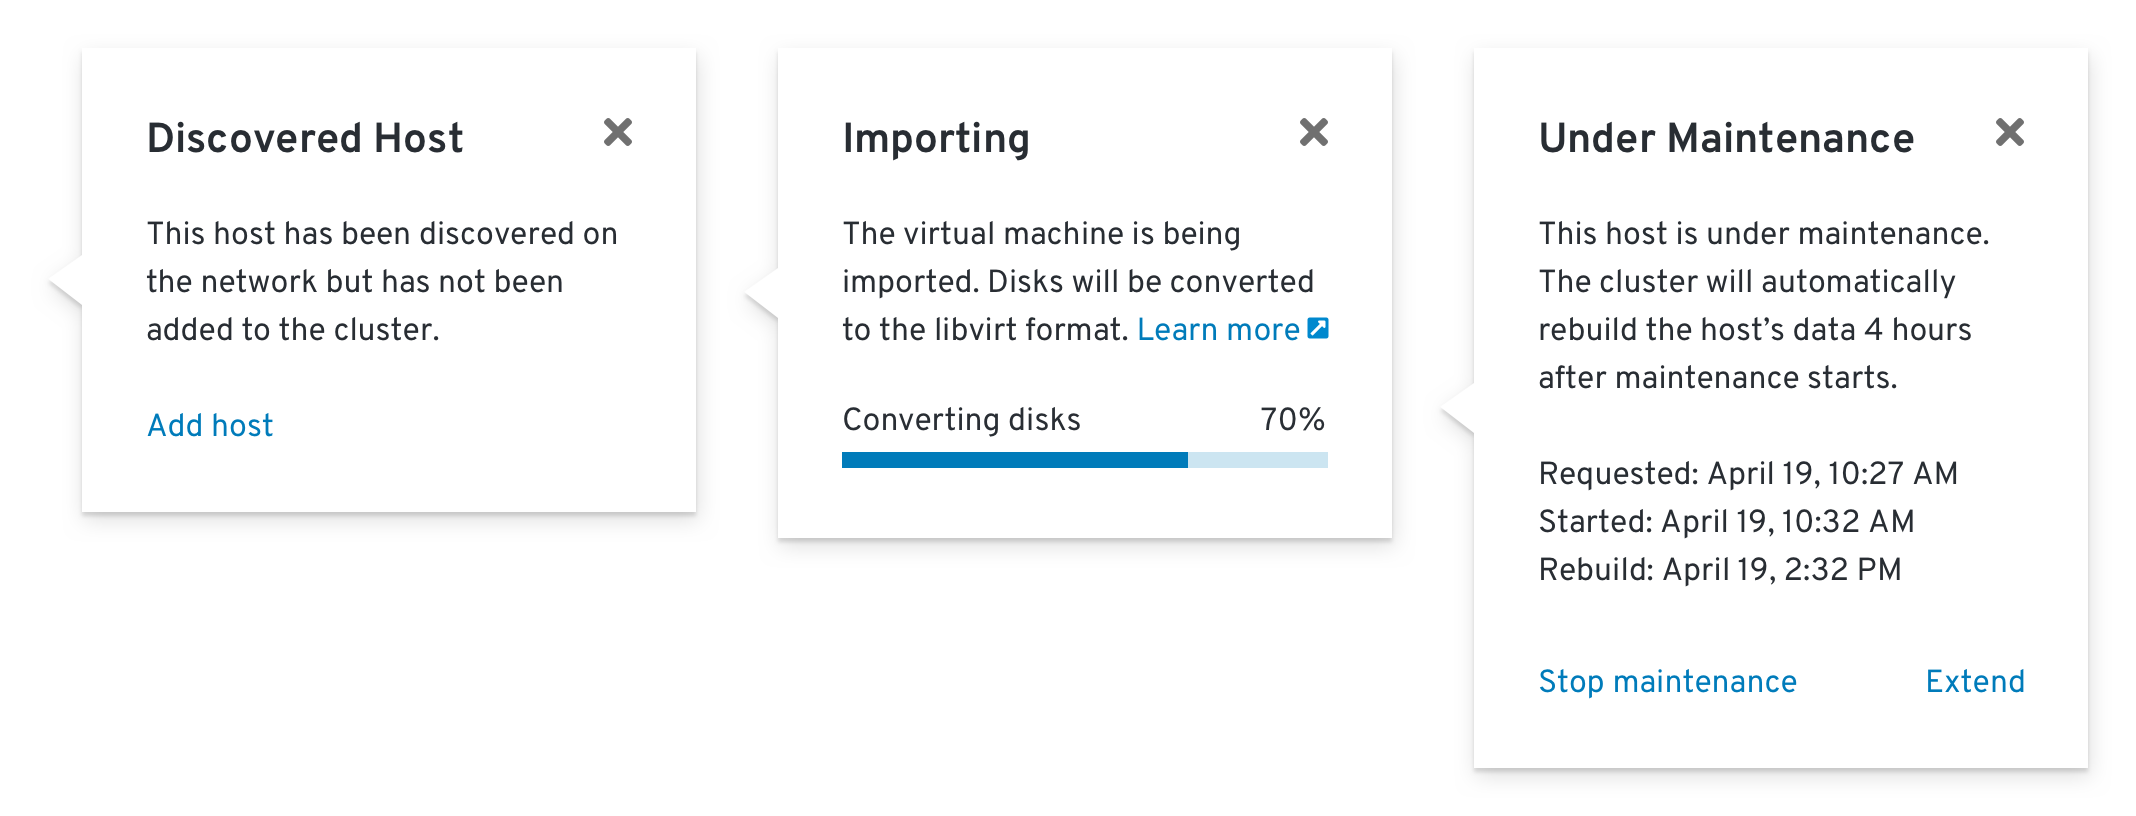 Discovered Host
This host has been discovered on
the network but has not been
added to the cluster.
Add host
Importing
The virtual machine is being
imported. Disks will be converted
to the libvirt format. Learn more
Converting disks 70%
Under Maintenance
This host is under maintenance.
The cluster will automatically
rebuild the host’s data 4 hours
after maintenance starts.
Requested: April 19, 10:27 AM
Started: April 19, 10:32 AM
Rebuild: April 19, 2:32 PM
Stop maintenance Extend